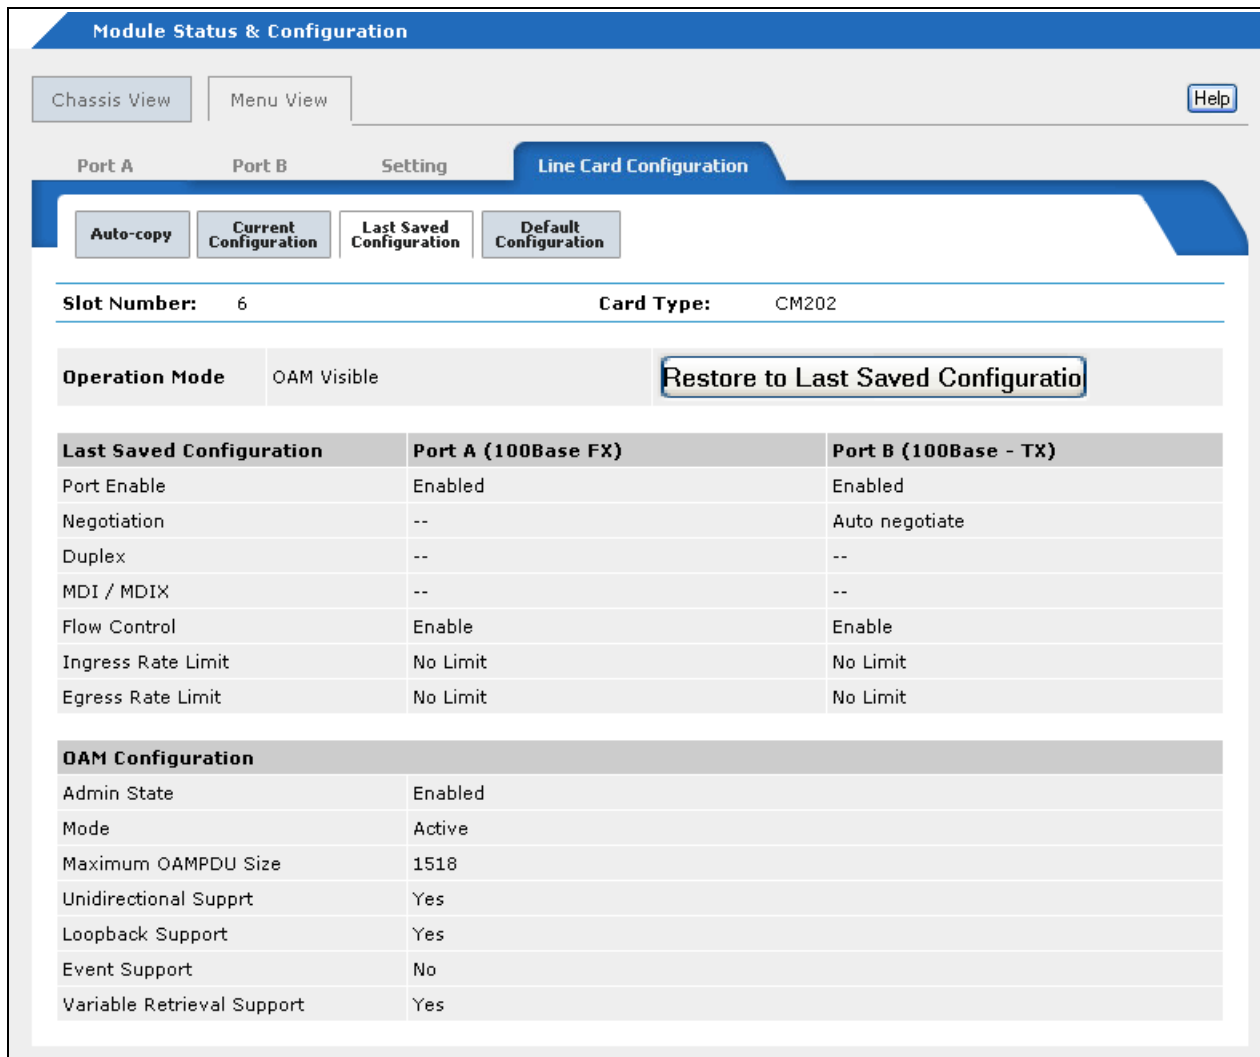 Module Status & Configuration
Chassis View Menu View Help
Port A Port B Setting Line Card Configuration
Auto-copy Current Configuration Last Saved Configuration Default Configuration
Slot Number: 6 Card Type: CM202
Operation Mode OAM Visible Restore to Last Saved Configuratio
Last Saved Configuration Port A (100Base FX) Port B (100Base - TX)
Port Enable Enabled Enabled
Negotiation -- Auto negotiate
Duplex -- --
MDI / MDIX -- --
Flow Control Enable Enable
Ingress Rate Limit No Limit No Limit
Egress Rate Limit No Limit No Limit
OAM Configuration
Admin State Enabled
Mode Active
Maximum OAMPDU Size 1518
Unidirectional Supprt Yes
Loopback Support Yes
Event Support No
Variable Retrieval Support Yes